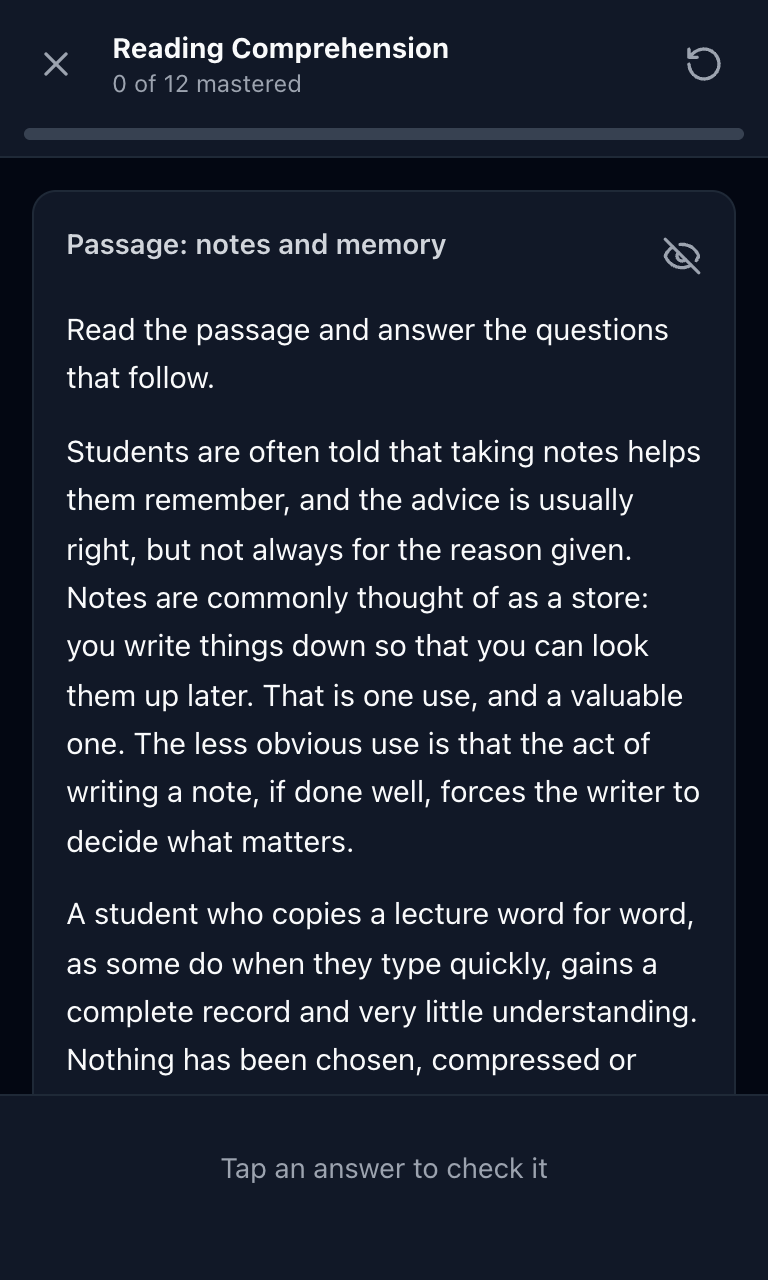 Reading Comprehension
0 of 12 mastered
Passage: notes and memory
Read the passage and answer the questions
that follow.
Students are often told that taking notes helps
them remember, and the advice is usually
right, but not always for the reason given.
Notes are commonly thought of as a store:
you write things down so that you can look
them up later. That is one use, and a valuable
one. The less obvious use is that the act of
writing a note, if done well, forces the writer to
decide what matters.
A student who copies a lecture word for word,
as some do when they type quickly, gains a
complete record and very little understanding.
Nothing has been chosen, compressed or
Tap an answer to check it